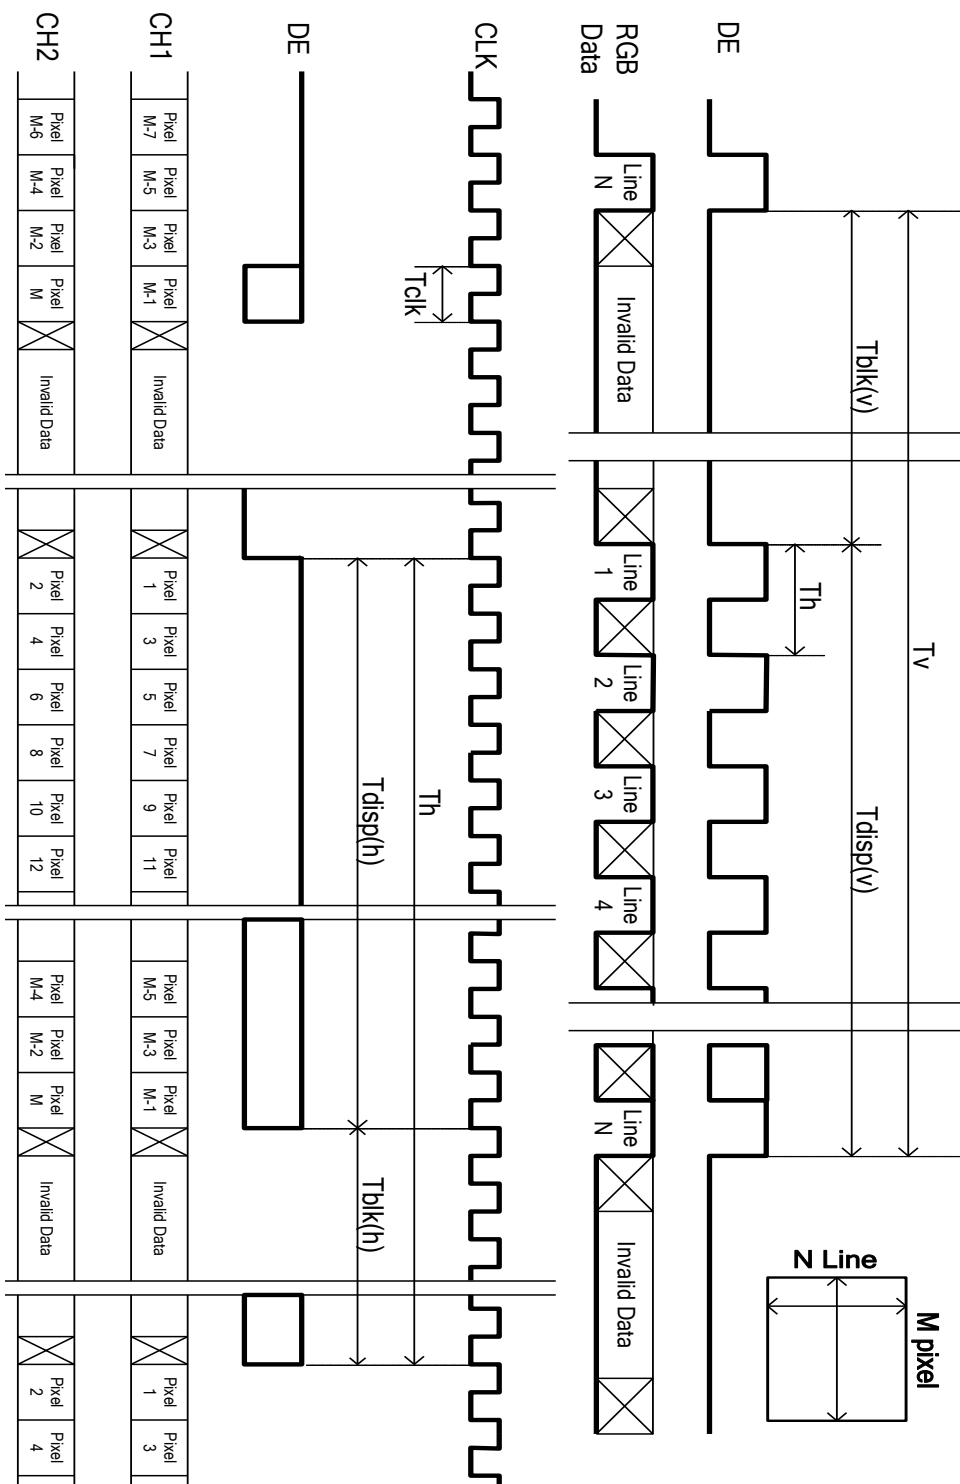 Tv
Tblk(v)
Tdisp(v)
Th
DE
RGB
Data
Line
N
Invalid Data
Line
1
Line
2
Line
3
Line
4
Line
N
Invalid Data
N Line
M pixel
CLK
Tclk
Th
Tdisp(h)
Tblk(h)
DE
CH1
Pixel
M-7
Pixel
M-5
Pixel
M-3
Pixel
M-1
Invalid Data
Pixel
1
Pixel
3
Pixel
5
Pixel
7
Pixel
9
Pixel
11
Pixel
M-5
Pixel
M-3
Pixel
M-1
Invalid Data
Pixel
1
Pixel
3
CH2
Pixel
M-6
Pixel
M-4
Pixel
M-2
Pixel
M
Invalid Data
Pixel
2
Pixel
4
Pixel
6
Pixel
8
Pixel
10
Pixel
12
Pixel
M-4
Pixel
M-2
Pixel
M
Invalid Data
Pixel
2
Pixel
4